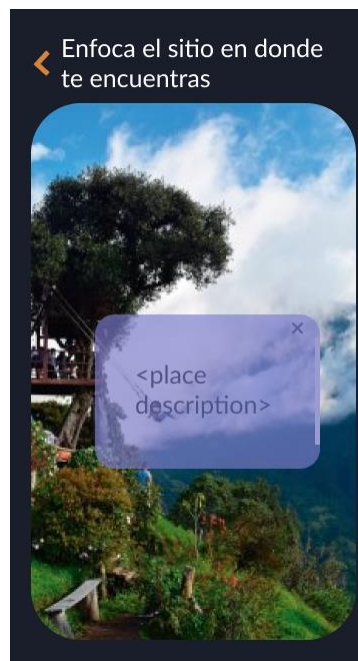 Enfoca el sitio en donde
te encuentras
×
<place
description>